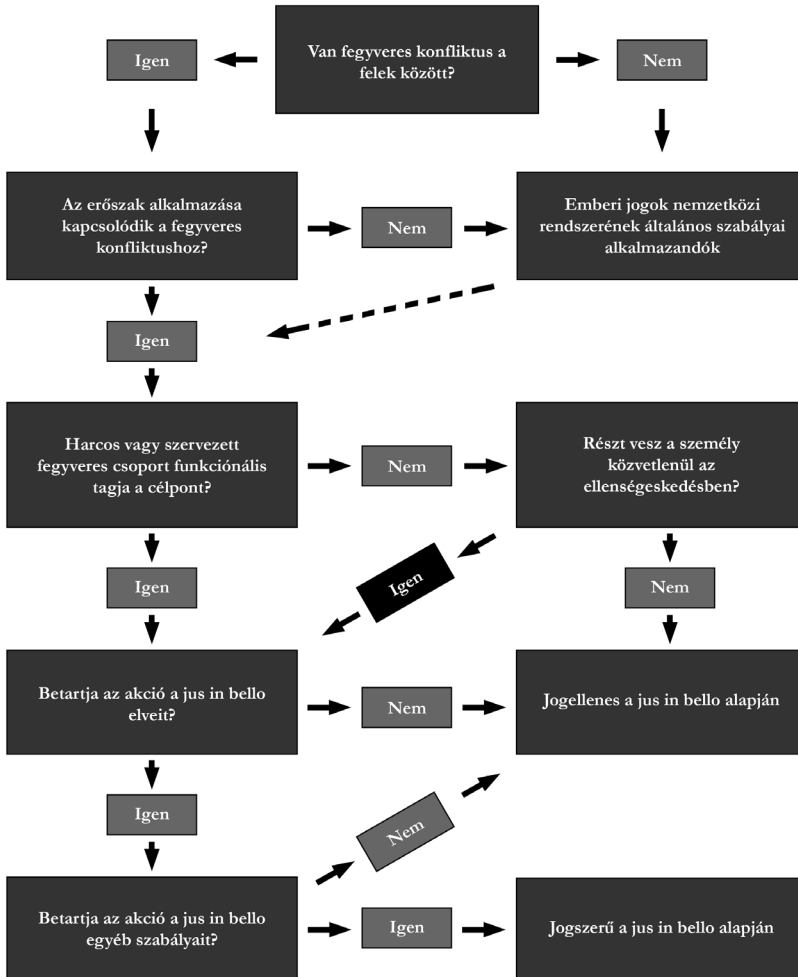 Igen
Van fegyveres konfliktus a
felek között?
Nem
Az erőszak alkalmazása
kapcsolódik a fegyveres
konfliktushoz?
Nem
Emberi jogok nemzetközi
rendszerének általános szabályai
alkalmazandók
Igen
Harcos vagy szervezett
fegyveres csoport funkciónális
tagja a célpont?
Nem
Részt vesz a személy
közvetlenül az
ellenségeskedésben?
Igen
Igen
Nem
Betartja az akció a jus in bello
elveit?
Nem
Jogellenes a jus in bello alapján
Igen
Nem
Betartja az akció a jus in bello
egyéb szabályait?
Igen
Jogszerű a jus in bello alapján